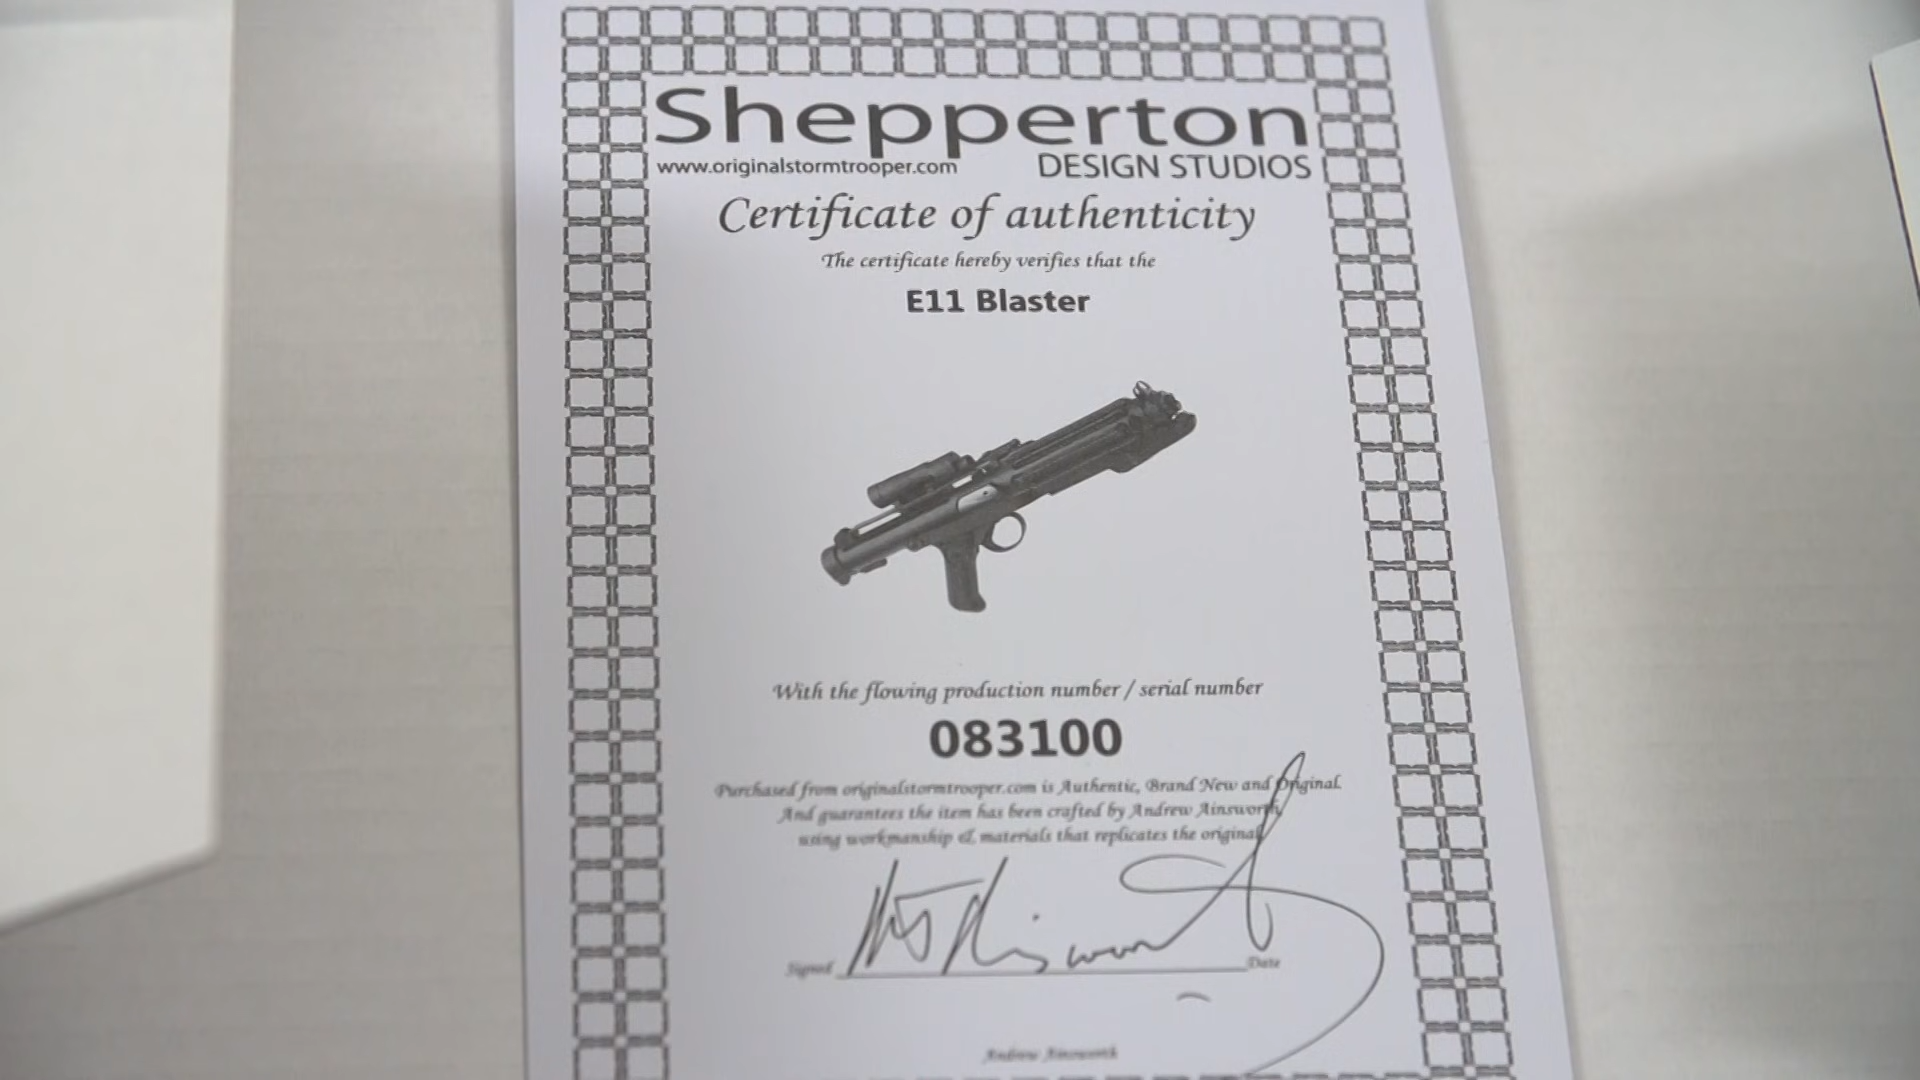 Shepperton
www.originalstormtrooper.com DESIGN STUDIOS
Certificate of authenticity
The certificate hereby verifies that the
E11 Blaster
With the flowing production number / serial number
083100
Purchased from originalstormtrooper.com is Authentic, Brand New and Original.
And guarantees the item has been crafted by Andrew Ainsworth,
using workmanship & materials that replicates the original
Signed Date
Andrew Ainsworth